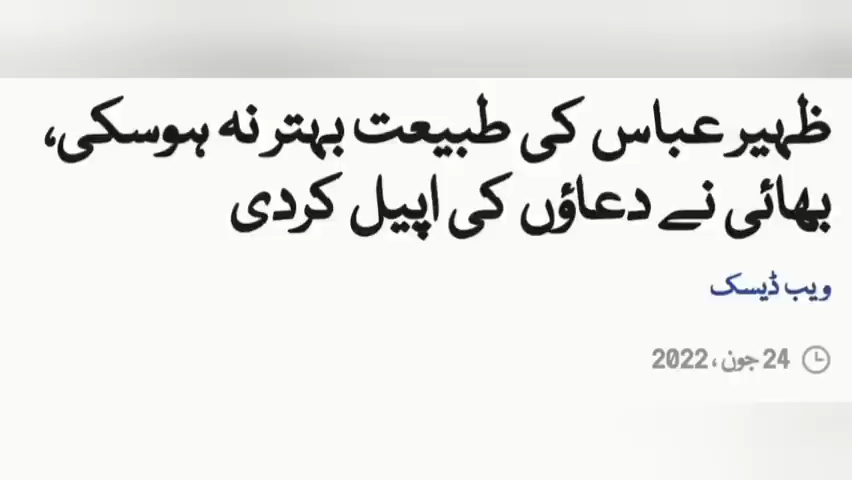 ظہیر عباس کی طبیعت بہتر نہ ہوسکی،
بھائی نے دعاؤں کی اپیل کردی
ویب ڈیسک
24 جون ، 2022